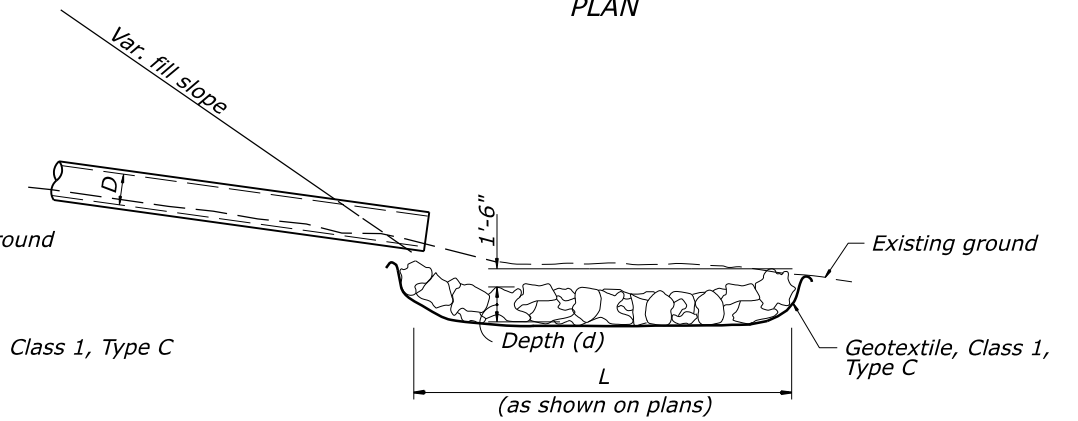 PLAN
Var. fill slope
D
1'-6"
round
Existing ground
Class 1, Type C
Depth (d)
Geotextile, Class 1,
Type C
L
(as shown on plans)